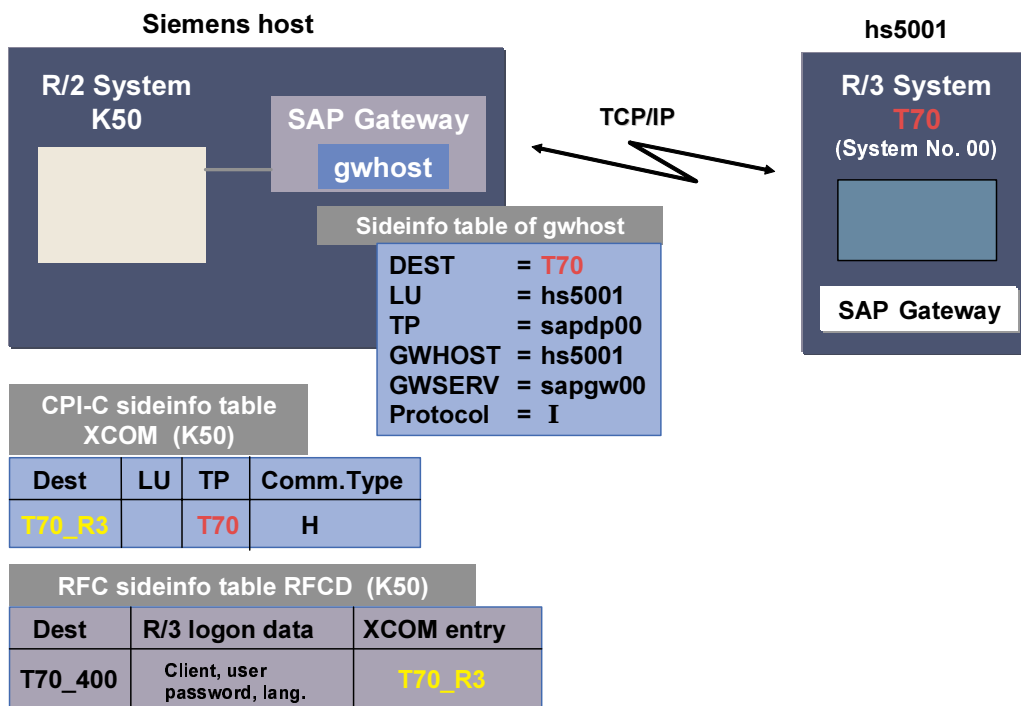 Siemens host
R/2 System
K50
SAP Gateway
gwhost
TCP/IP
hs5001
R/3 System
T70
(System No. 00)
SAP Gateway
Sideinfo table of gwhost
DEST = T70
LU = hs5001
TP = sapdp00
GWHOST = hs5001
GWSERV = sapgw00
Protocol = I
CPI-C sideinfo table
XCOM (K50)
Dest LU TP Comm.Type
T70_R3 T70 H
RFC sideinfo table RFCD (K50)
Dest R/3 logon data XCOM entry
T70_400 Client, user
password, lang. T70_R3